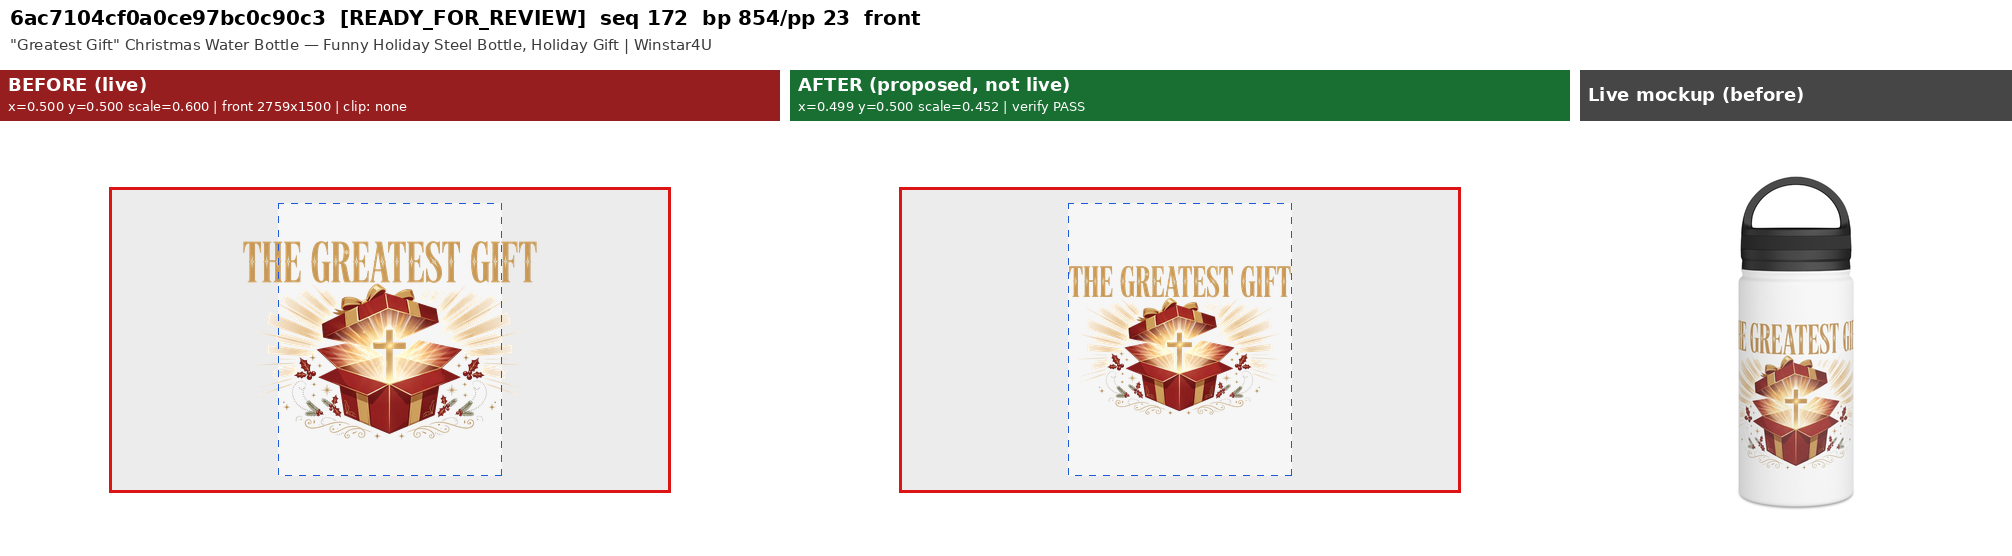 6ac7104cf0a0ce97bc0c90c3  [READY_FOR_REVIEW]  seq 172  bp 854/pp 23  front
"Greatest Gift" Christmas Water Bottle — Funny Holiday Steel Bottle, Holiday Gift | Winstar4U
BEFORE (live)
x=0.500 y=0.500 scale=0.600 | front 2759x1500 | clip: none
AFTER (proposed, not live)
x=0.499 y=0.500 scale=0.452 | verify PASS
Live mockup (before)
THE GREATEST GIFT
THE GREATEST GIFT
HE GREATEST GI